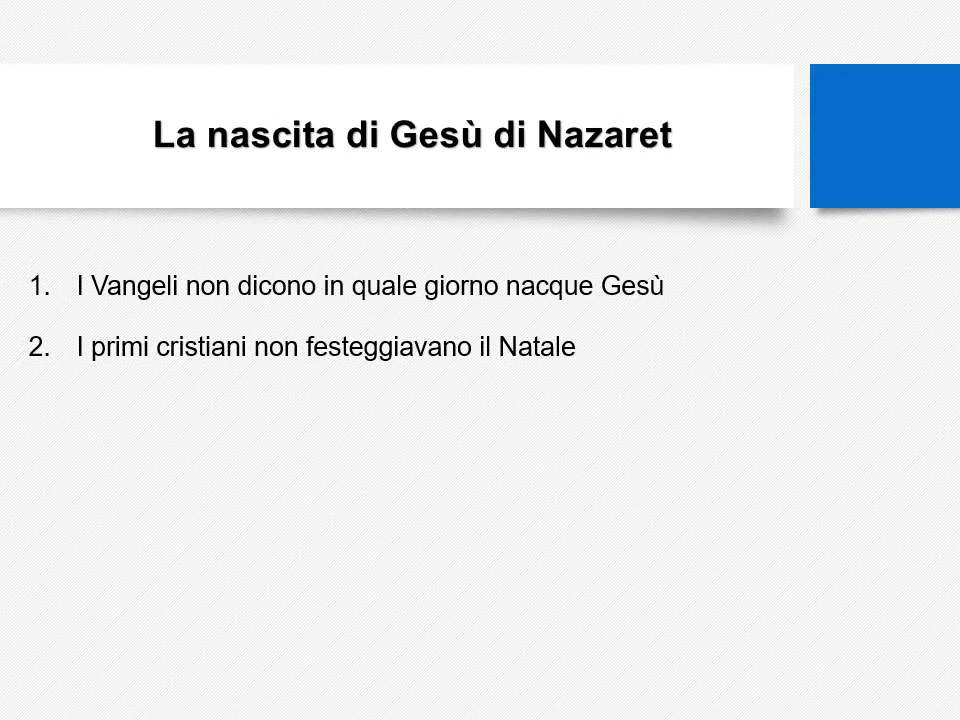 La nascita di Gesù di Nazaret
1. I Vangeli non dicono in quale giorno nacque Gesù
2. I primi cristiani non festeggiavano il Natale